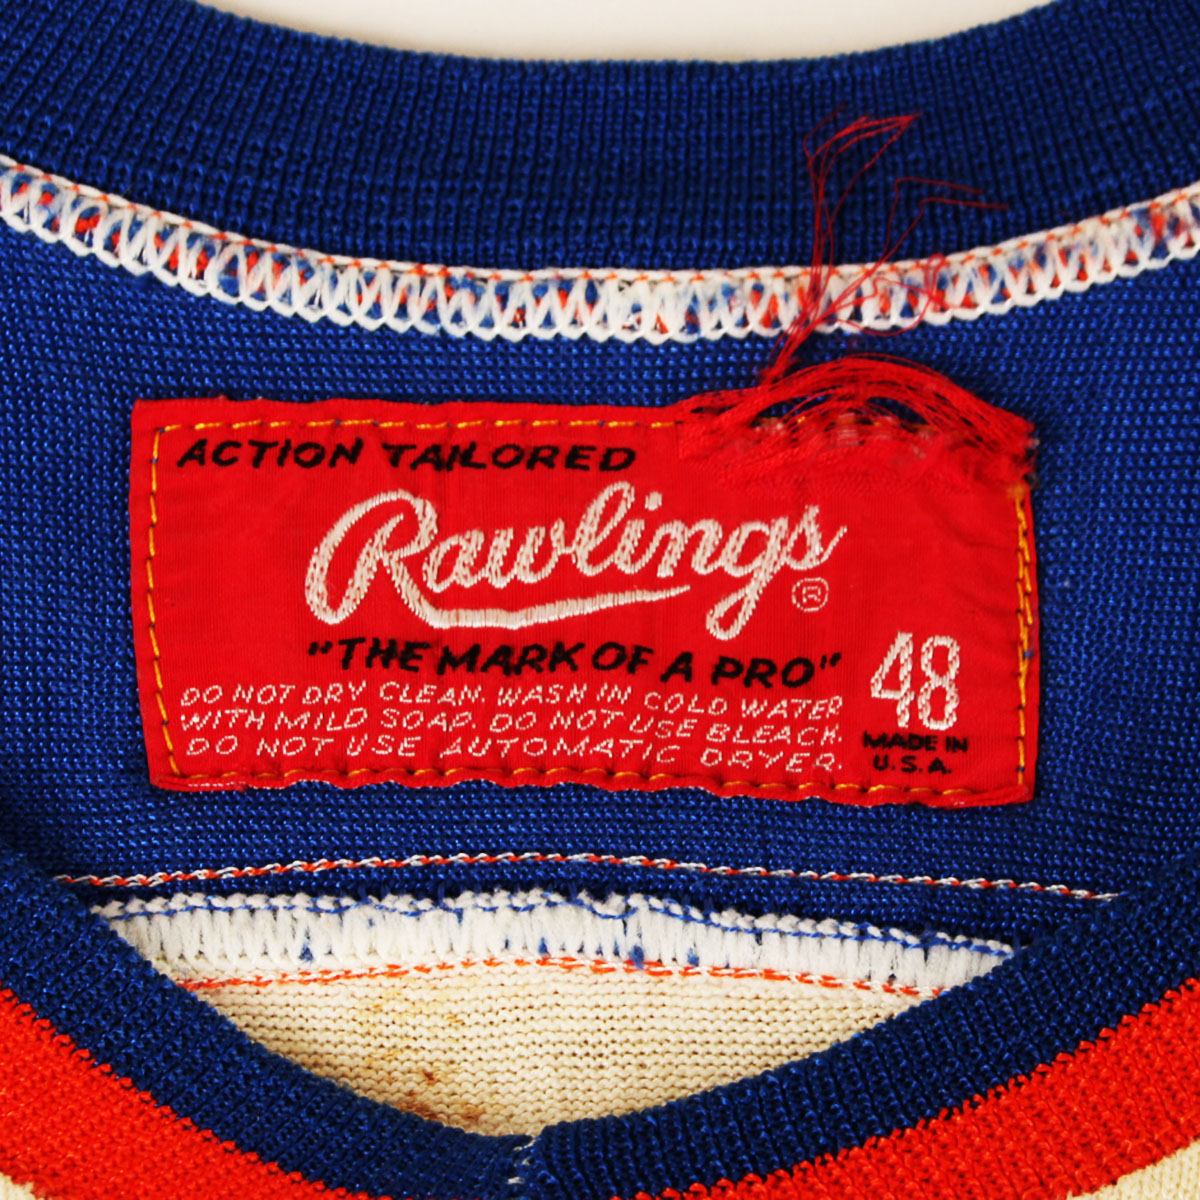 ACTION TAILORED
Rawlings ®
"THE MARK OF A PRO"
48
DO NOT DRY CLEAN. WASH IN COLD WATER
WITH MILD SOAP. DO NOT USE BLEACH.
DO NOT USE AUTOMATIC DRYER.
MADE IN
U.S.A.